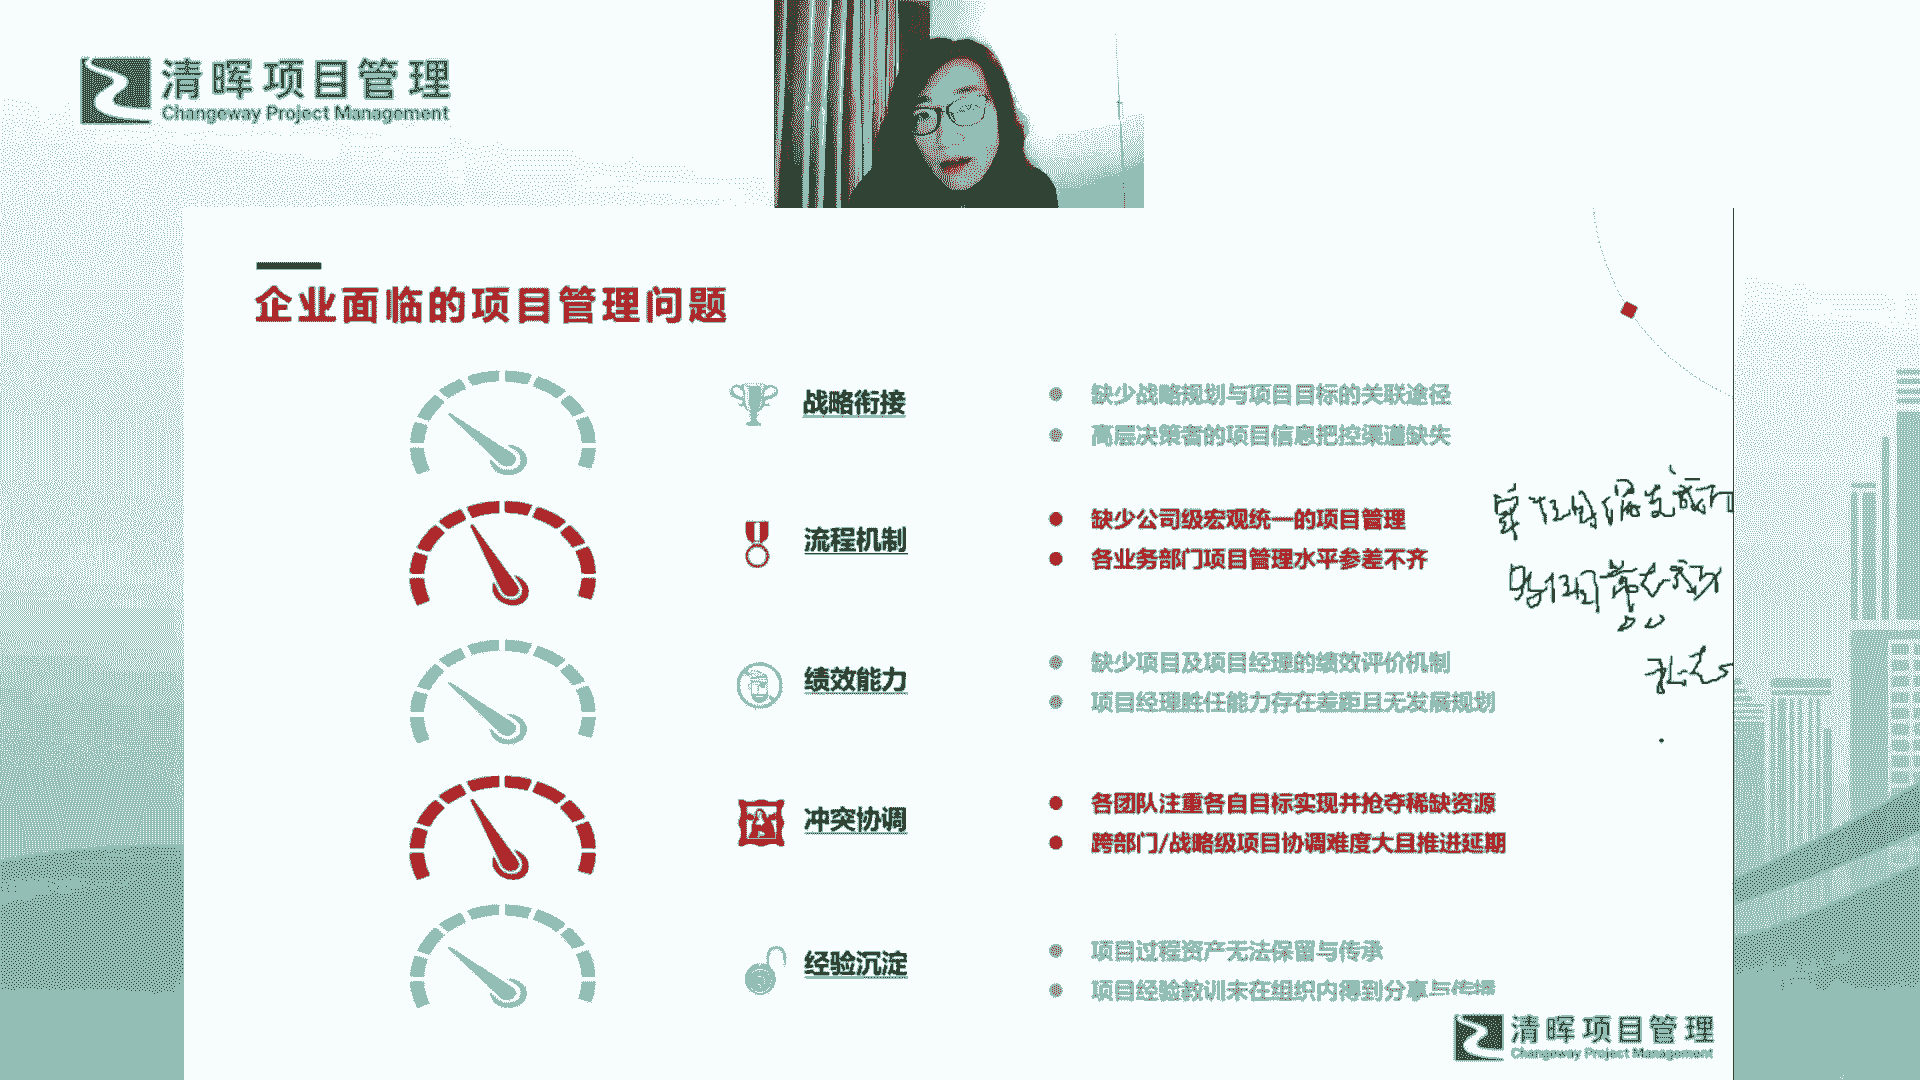 清晖项目管理
Changeway Project Management
企业面临的项目管理问题
战略衔接
缺少战略规划与项目目标的关联途径
高层决策者的项目信息把控渠道缺失
流程机制
缺少公司级宏观统一的项目管理
各业务部门项目管理水平参差不齐
绩效能力
缺少项目及项目经理的绩效评价机制
项目经理胜任能力存在差距且无发展规划
冲突协调
各团队注重各自目标实现并抢夺稀缺资源
跨部门/战略级项目协调难度大且推进延期
经验沉淀
项目过程资产无法保留与传承
项目经验教训未在组织内得到分享与传播
清晖项目管理
Changeway Project Management